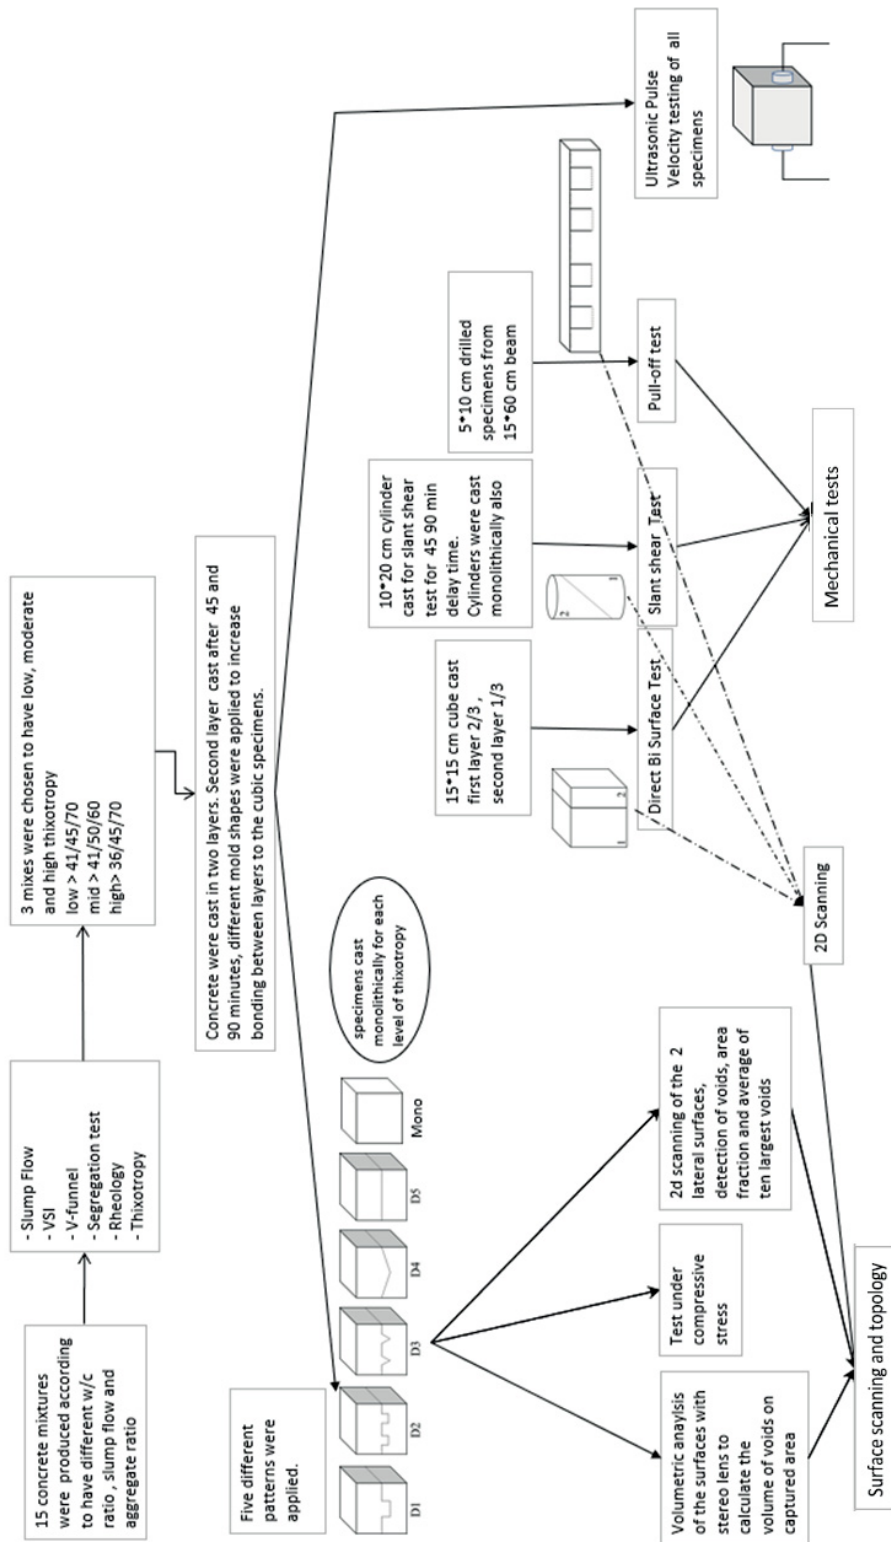 15 concrete mixtures
were produced according
to have different w/c
ratio , slump flow and
aggregate ratio
- Slump Flow
- VSI
- V-funnel
- Segregation test
- Rheology
- Thixotropy
3 mixes were chosen to have low, moderate
and high thixotropy
low > 41/45/70
mid > 41/50/60
high> 36/45/70
Concrete were cast in two layers. Second layer cast after 45 and
90 minutes, different mold shapes were applied to increase
bonding between layers to the cubic specimens.
Five different
patterns were
applied.
D1
D2
D3
D4
D5
Mono
specimens cast
monolithically for each
level of thixotropy
15*15 cm cube cast
first layer 2/3 ,
second layer 1/3
10*20 cm cylinder
cast for slant shear
test for 45 90 min
delay time.
Cylinders were cast
monolithically also
5*10 cm drilled
specimens from
15*60 cm beam
1
2
2
1
Direct Bi Surface Test
Slant shear Test
Pull-off test
Ultrasonic Pulse
Velocity testing of all
specimens
Volumetric anaylsis
of the surfaces with
stereo lens to
calculate the
volume of voids on
captured area
Test under
compressive
stress
2d scanning of the 2
lateral surfaces,
detection of voids, area
fraction and average of
ten largest voids
2D Scanning
Mechanical tests
Surface scanning and topology